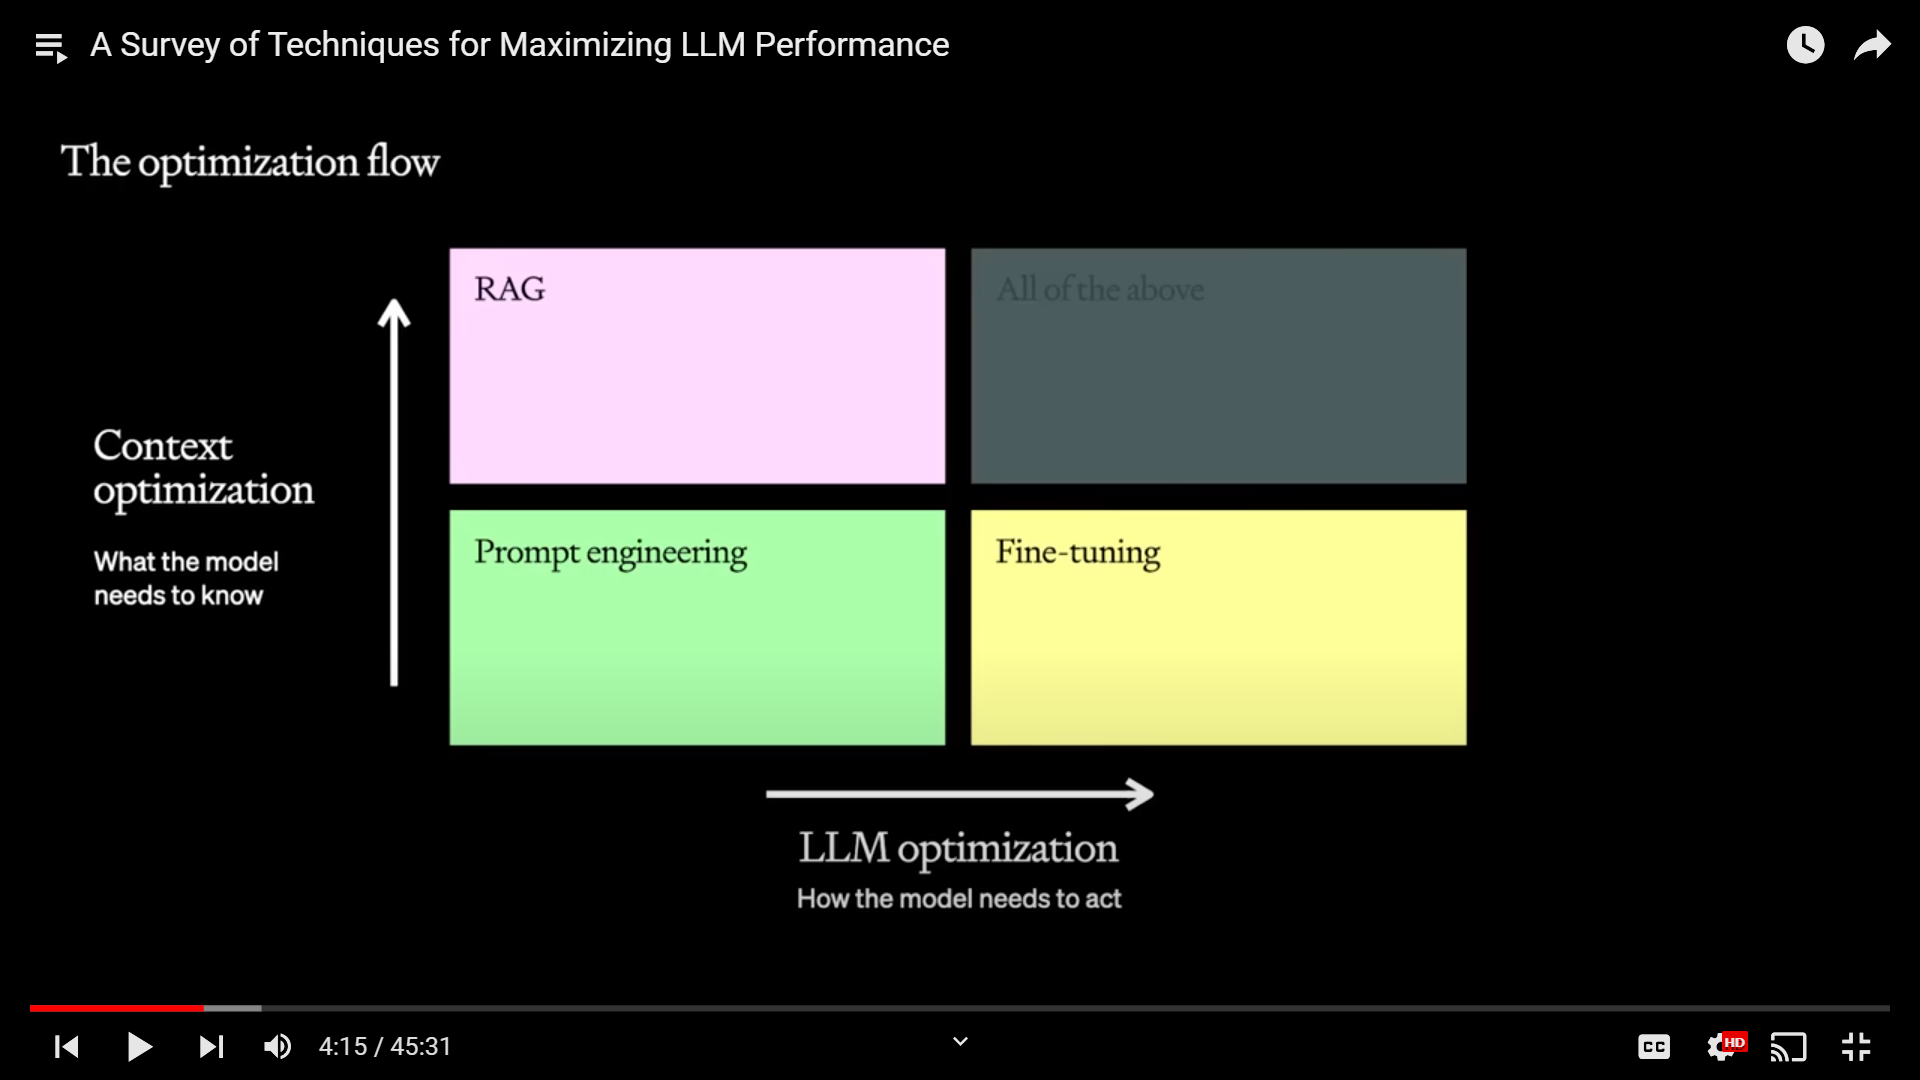 A Survey of Techniques for Maximizing LLM Performance
The optimization flow
RAG
All of the above
Context
optimization
What the model
needs to know
Prompt engineering
Fine-tuning
LLM optimization
How the model needs to act
4:15 / 45:31
CC
HD